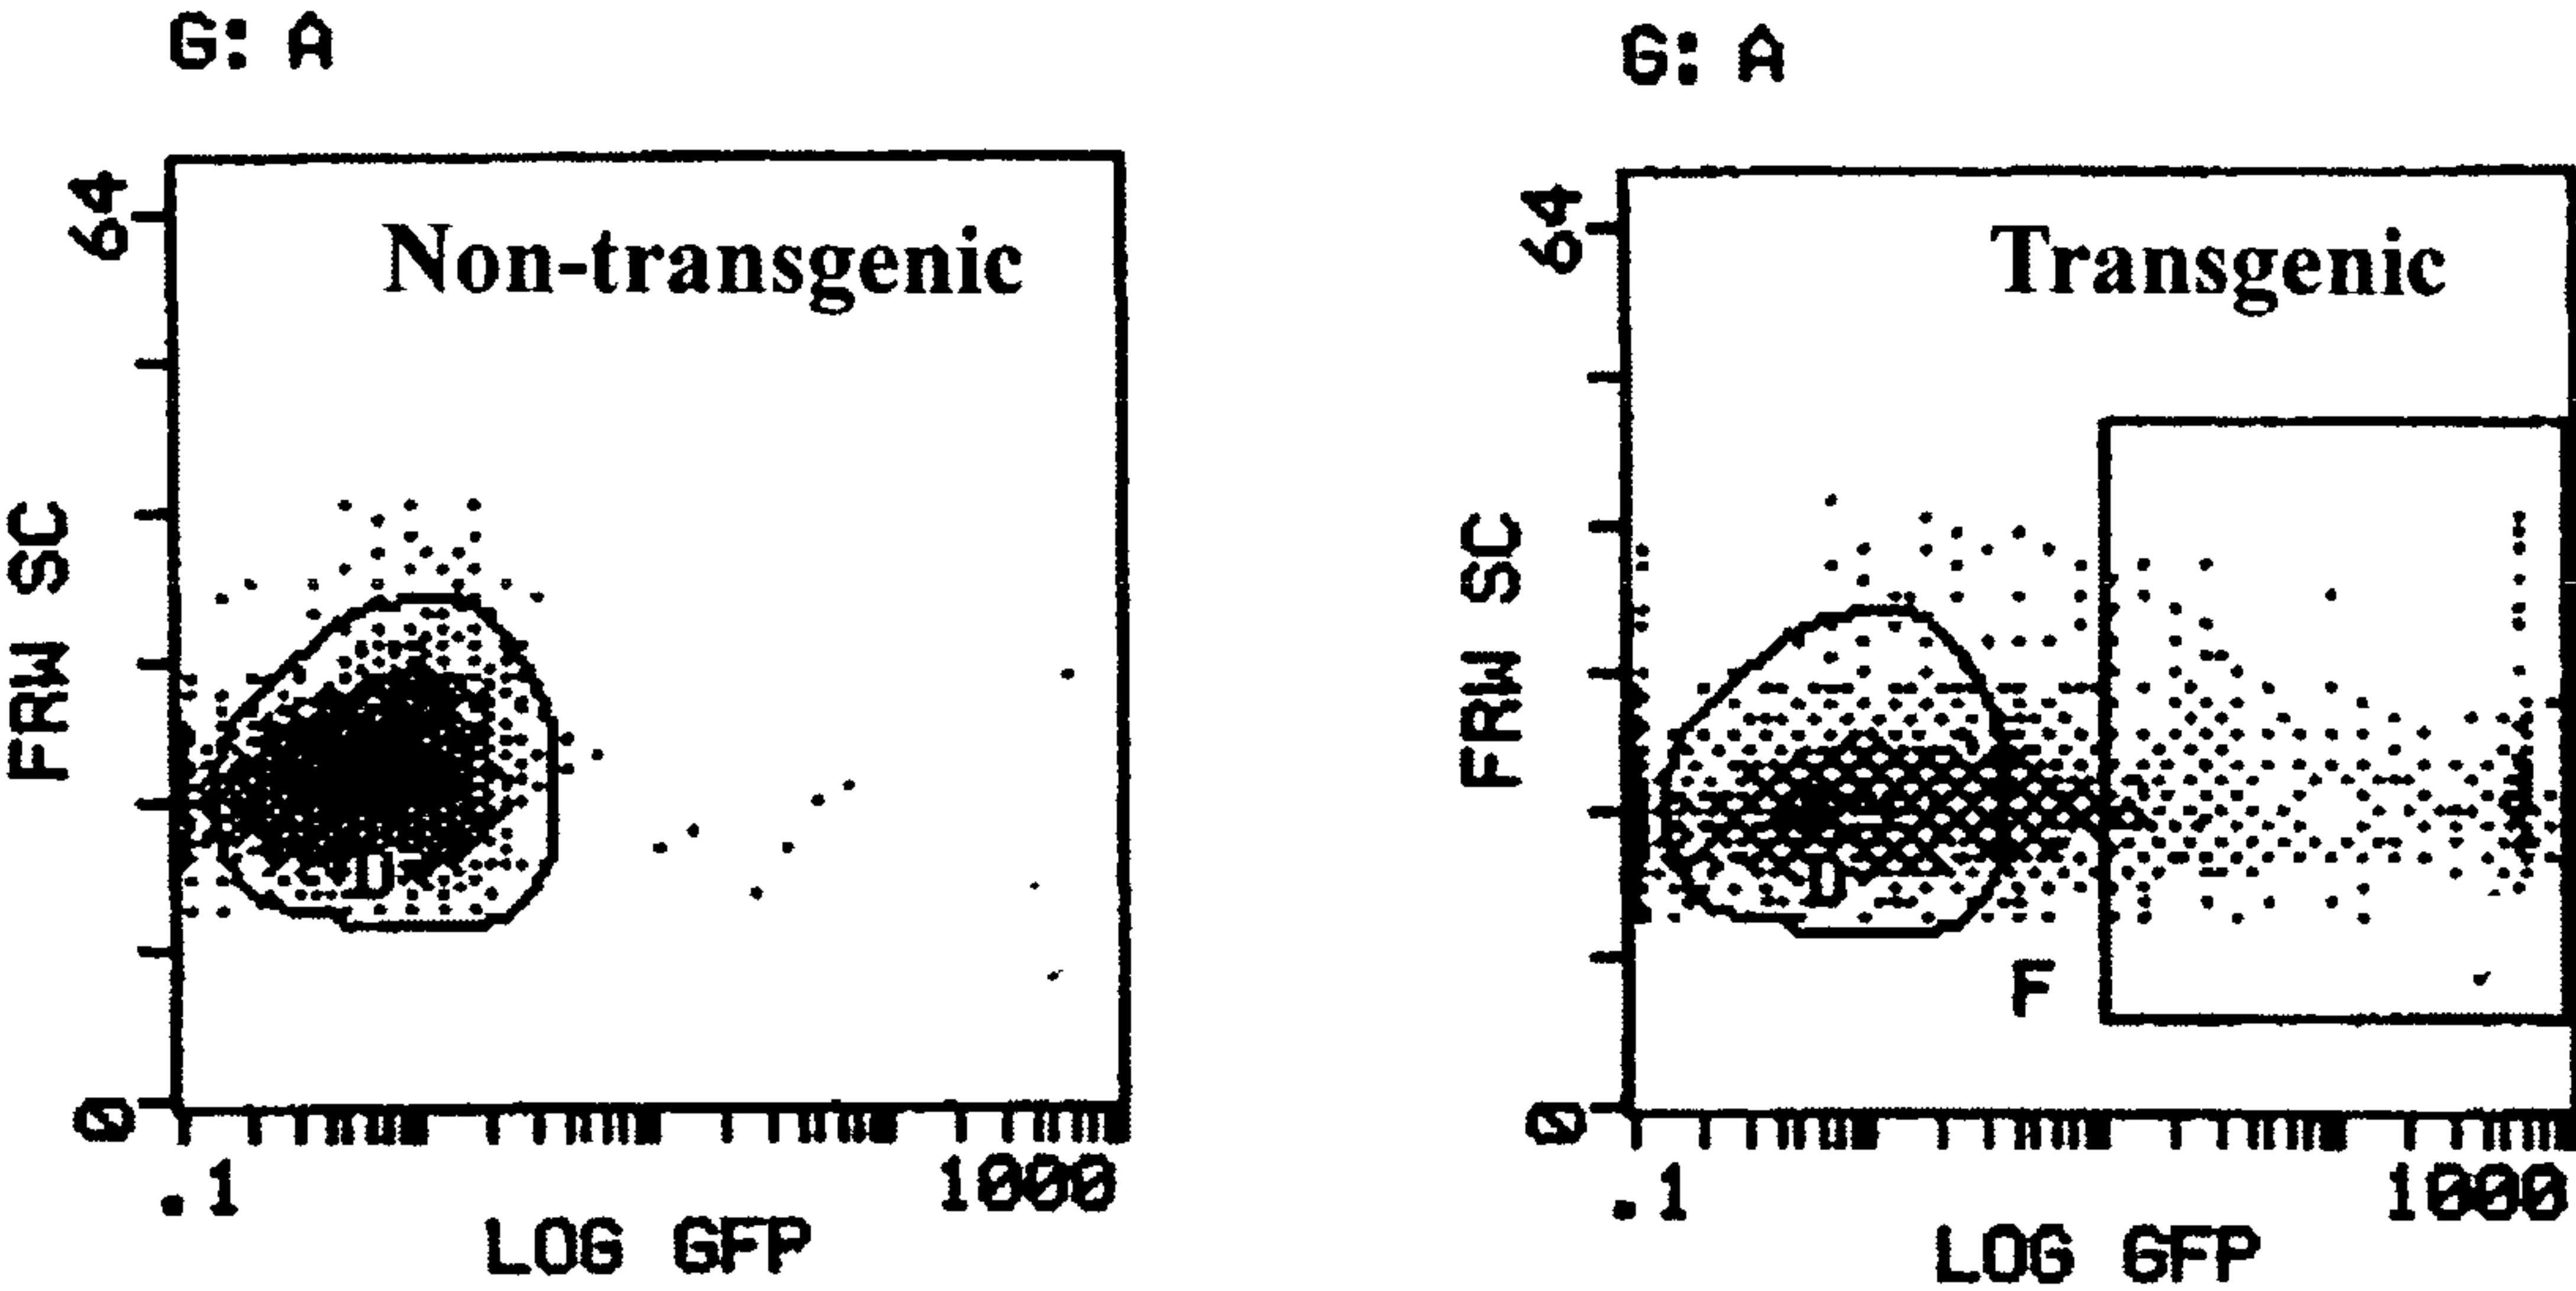 G: A
Non-transgenic
64
FRW SC
D
0
.1 1000
LOG GFP
G: A
Transgenic
64
FRW SC
D
F
0
.1 1000
LOG GFP